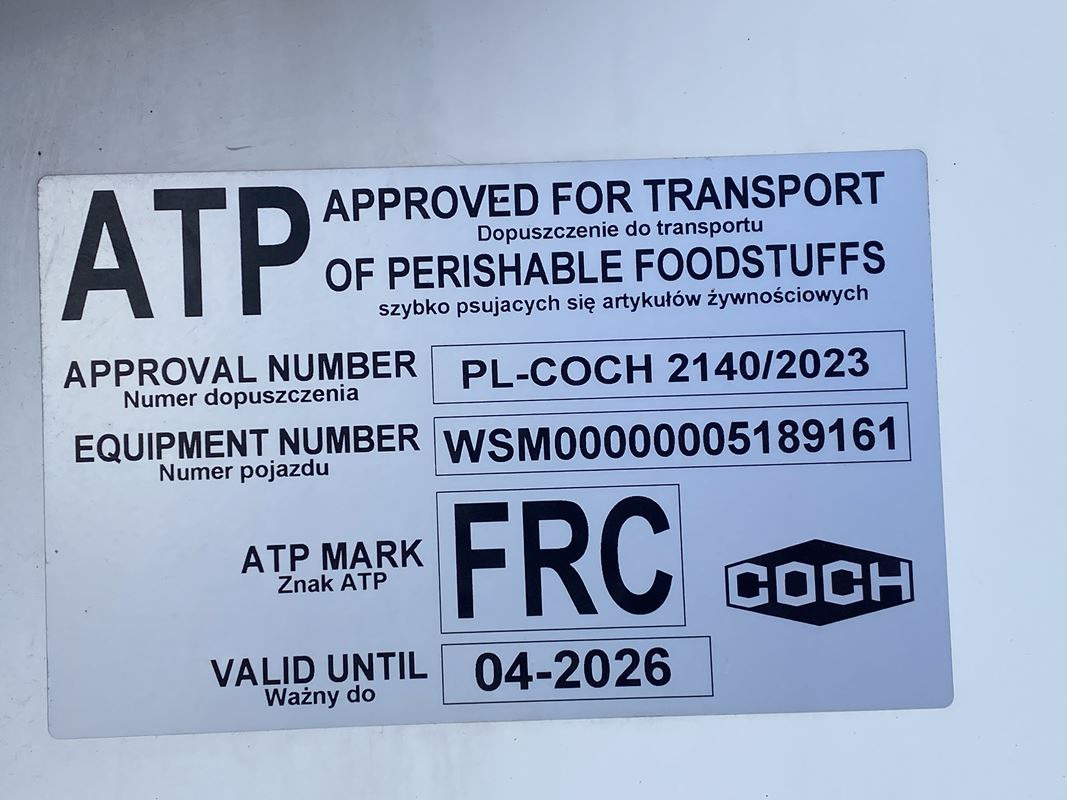 ATP
APPROVED FOR TRANSPORT
Dopuszczenie do transportu
OF PERISHABLE FOODSTUFFS
szybko psujacych się artykułów żywnościowych
APPROVAL NUMBER
Numer dopuszczenia
PL-COCH 2140/2023
EQUIPMENT NUMBER
Numer pojazdu
WSM00000005189161
ATP MARK
Znak ATP
FRC
COCH
VALID UNTIL
Ważny do
04-2026